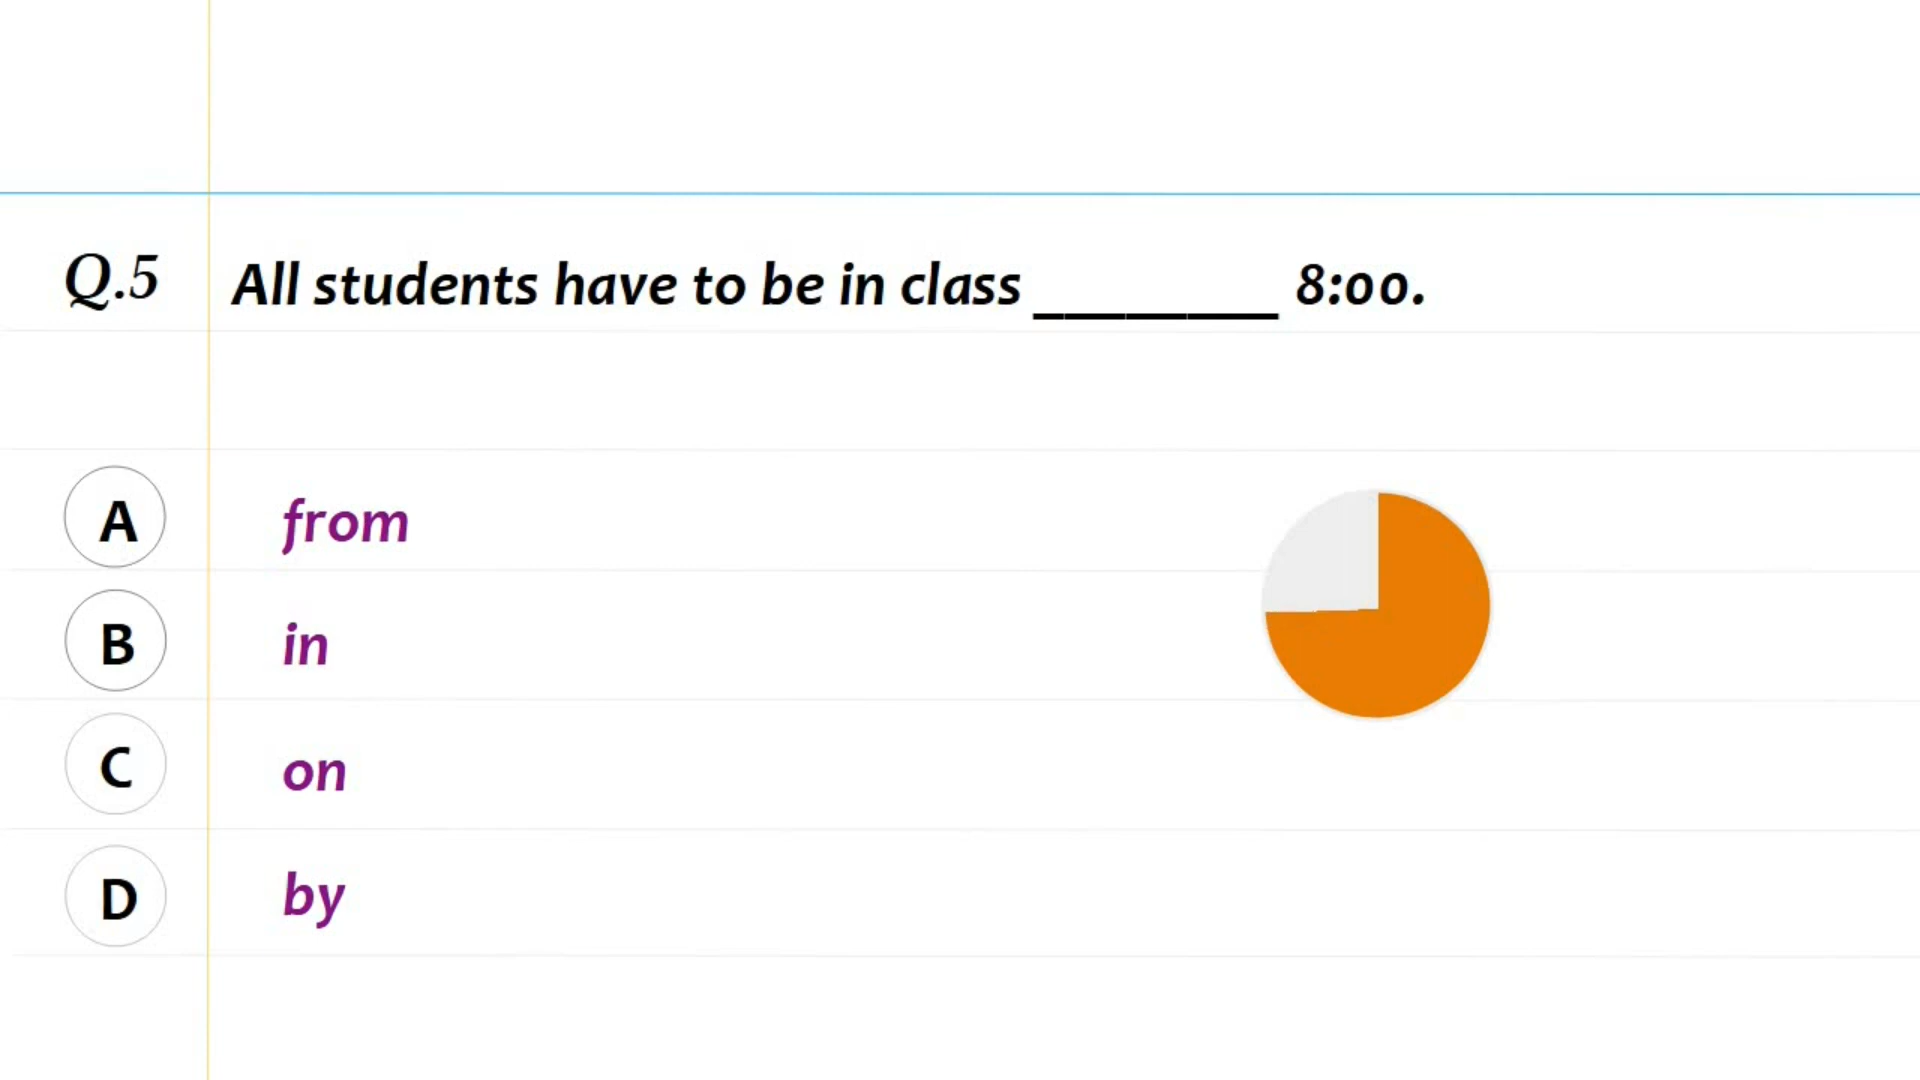 Q.5 All students have to be in class ________ 8:00.
A from
B in
C on
D by